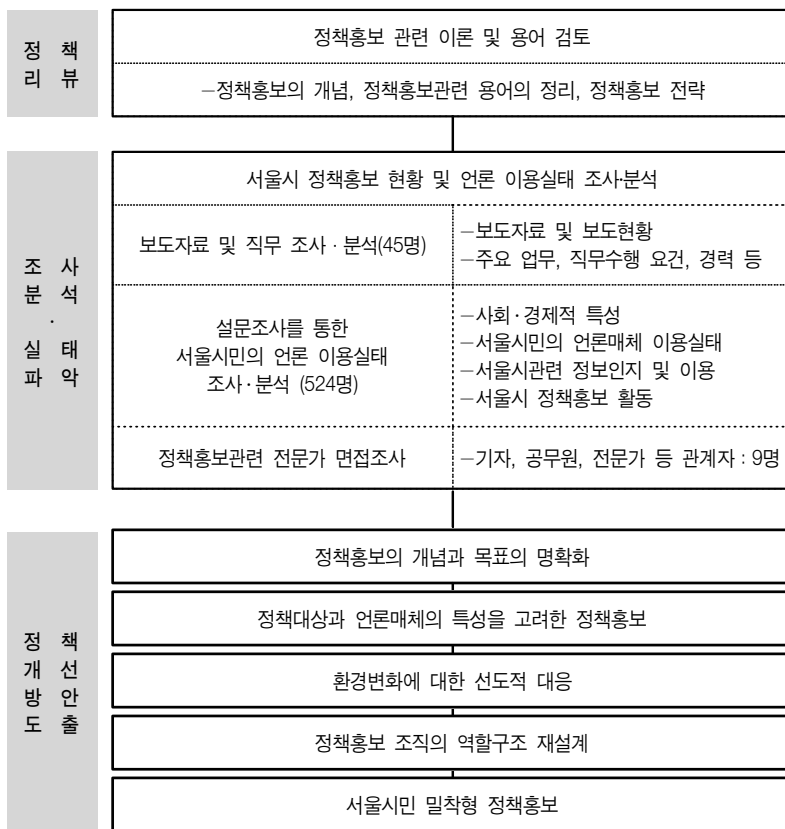 정 책
리 뷰
정책홍보 관련 이론 및 용어 검토
–정책홍보의 개념, 정책홍보관련 용어의 정리, 정책홍보 전략
조 사
분 석
·
실 태
파 악
서울시 정책홍보 현황 및 언론 이용실태 조사·분석
보도자료 및 직무 조사 · 분석(45명)
–보도자료 및 보도현황
–주요 업무, 직무수행 요건, 경력 등
설문조사를 통한
서울시민의 언론 이용실태
조사 · 분석 (524명)
–사회 · 경제적 특성
–서울시민의 언론매체 이용실태
–서울시관련 정보인지 및 이용
–서울시 정책홍보 활동
정책홍보관련 전문가 면접조사
–기자, 공무원, 전문가 등 관계자 : 9명
정 책
개 선
방 안
도 출
정책홍보의 개념과 목표의 명확화
정책대상과 언론매체의 특성을 고려한 정책홍보
환경변화에 대한 선도적 대응
정책홍보 조직의 역할구조 재설계
서울시민 밀착형 정책홍보